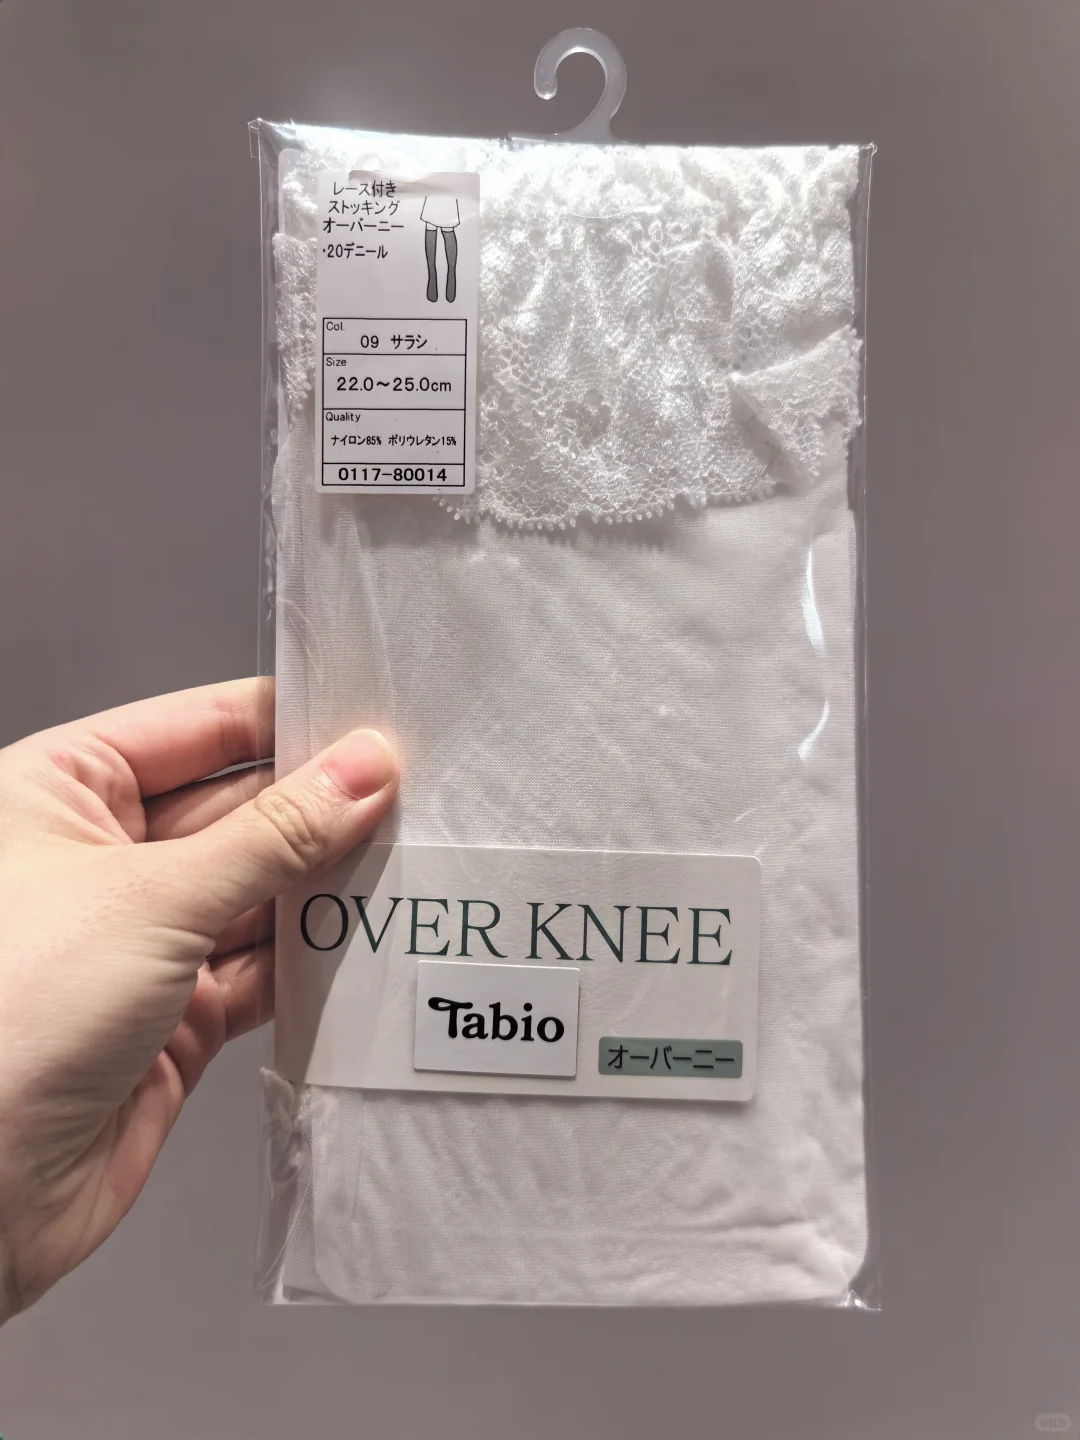 レース付き
ストッキング
オーバーニー
・20デニール
Col.
09 サラシ
Size
22.0～25.0cm
Quality
ナイロン85% ポリウレタン15%
0117-80014
OVER KNEE
Tabio
オーバーニー